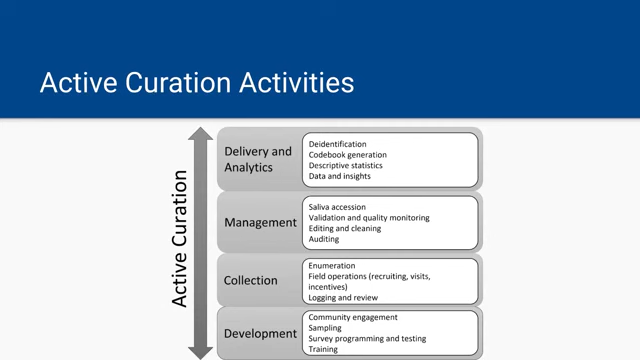 Active Curation Activities
Active Curation
Delivery and
Analytics
Deidentification
Codebook generation
Descriptive statistics
Data and insights
Management
Saliva accession
Validation and quality monitoring
Editing and cleaning
Auditing
Collection
Enumeration
Field operations (recruiting, visits,
incentives)
Logging and review
Development
Community engagement
Sampling
Survey programming and testing
Training